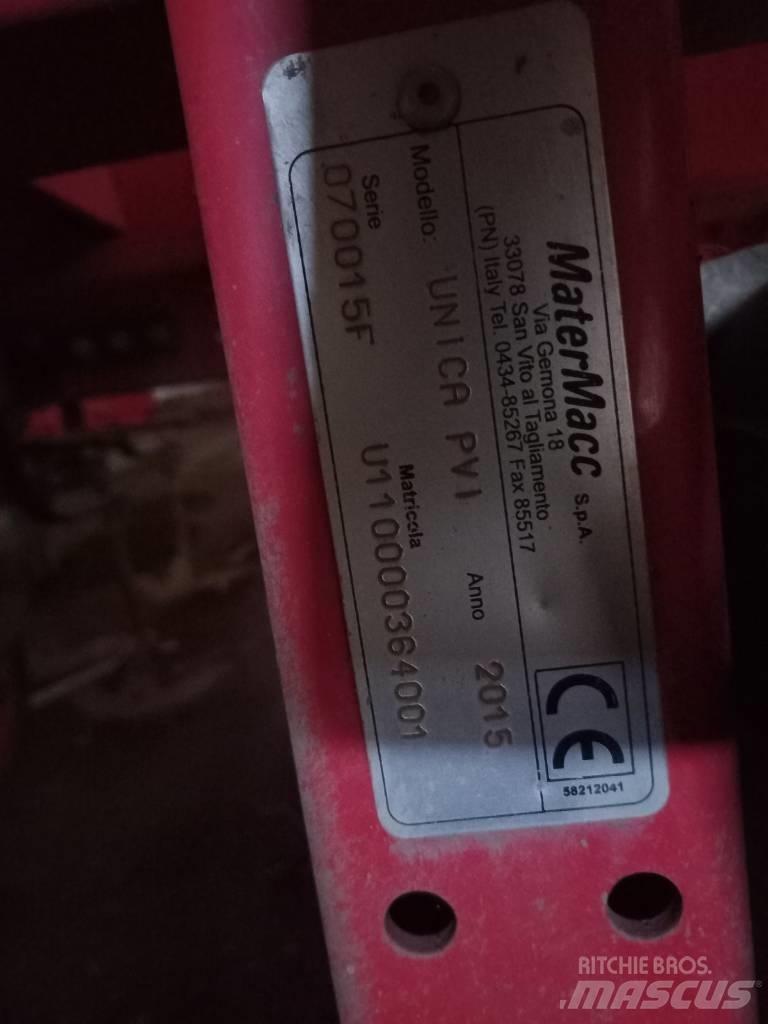 MaterMacc S.p.A.
Via Gemona 18
33078 San Vito al Tagliamento
(PN) Italy Tel. 0434-85267 Fax 85517
CE
58212041
Modello: UNICA PV1 Anno 2015
Serie Matricola
070015F U110000364001
RITCHIE BROS.
MASCUS